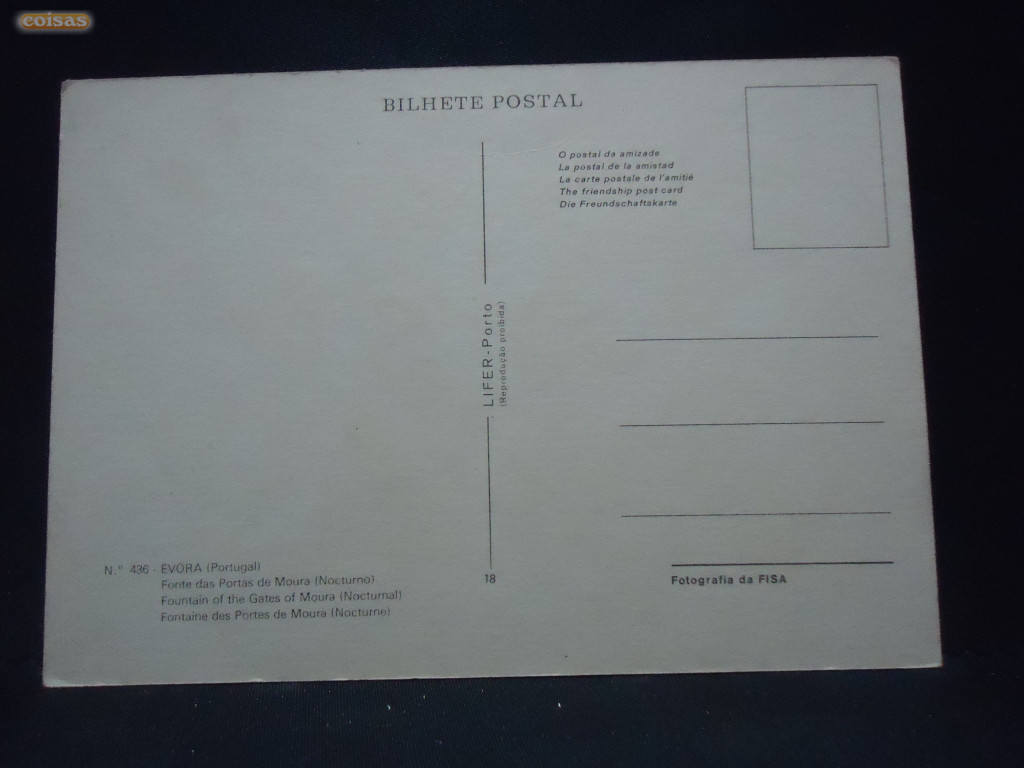 coisas
BILHETE POSTAL
O postal da amizade
La postal de la amistad
La carte postale de l'amitié
The friendship post card
Die Freundschaftskarte
LIFER - Porto
(Reprodução proibida)
N.º 436 - EVORA (Portugal)
Fonte das Portas de Moura (Nocturno)
Fountain of the Gates of Moura (Nocturnal)
Fontaine des Portes de Moura (Nocturne)
18
Fotografia da FISA